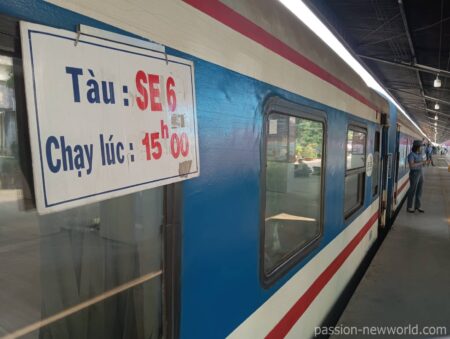 Tàu : SE 6
Chạy lúc : 15h00
passion-newworld.com